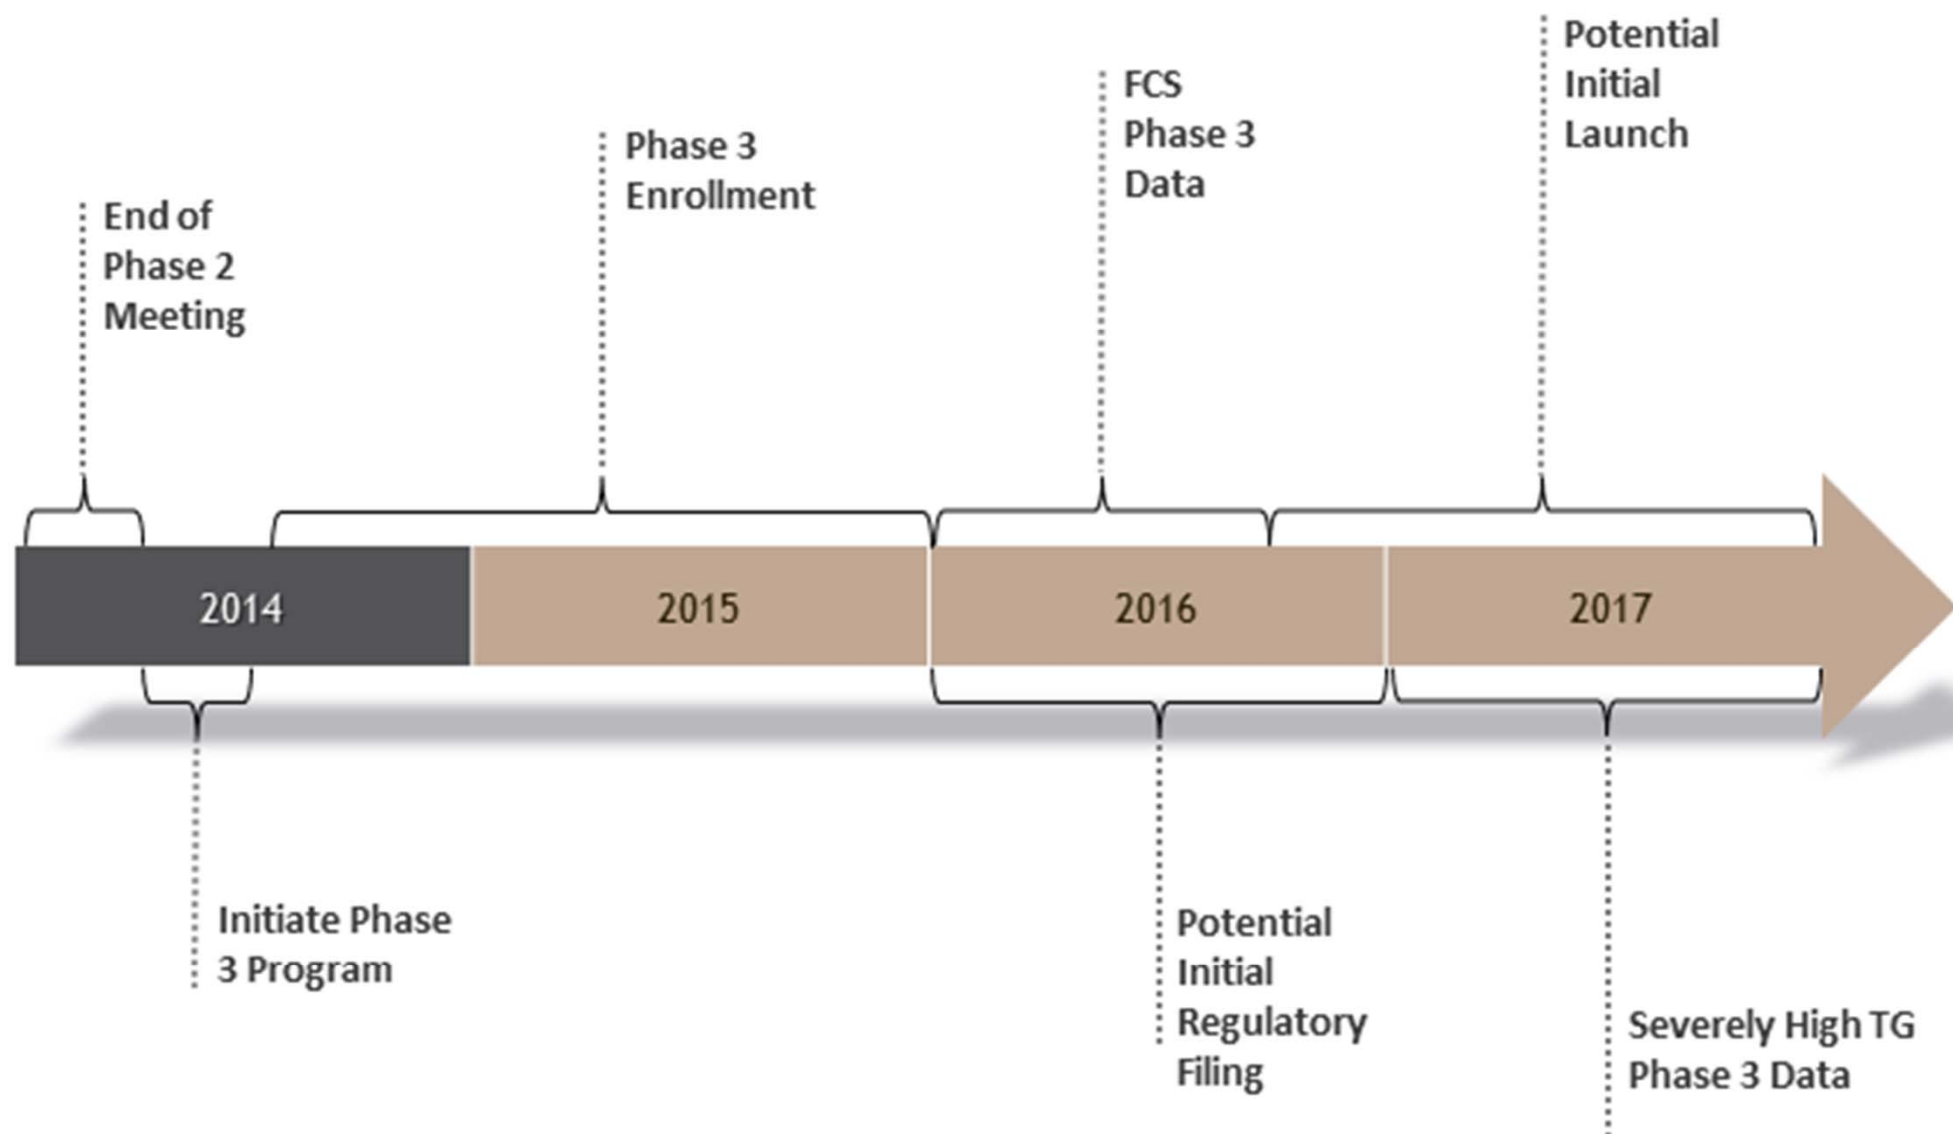 Potential
Initial
Launch
FCS
Phase 3
Data
Phase 3
Enrollment
End of
Phase 2
Meeting
2014
2015
2016
2017
Initiate Phase
3 Program
Potential
Initial
Regulatory
Filing
Severely High TG
Phase 3 Data